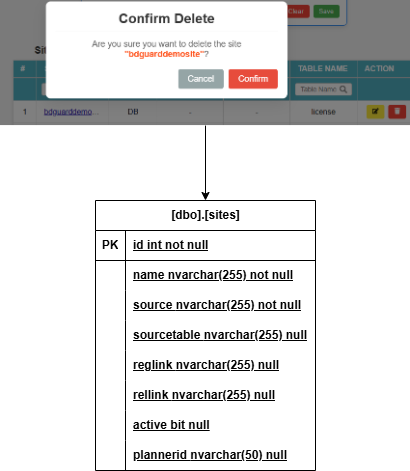 Confirm Delete
Clear Save
Are you sure you want to delete the site
"bdguarddemosite"?
Cancel Confirm
# TABLE NAME ACTION
Table Name
1 bdguarddemo... DB - - license
[dbo].[sites]
PK id int not null
name nvarchar(255) not null
source nvarchar(255) not null
sourcetable nvarchar(255) null
reglink nvarchar(255) null
rellink nvarchar(255) null
active bit null
plannerid nvarchar(50) null